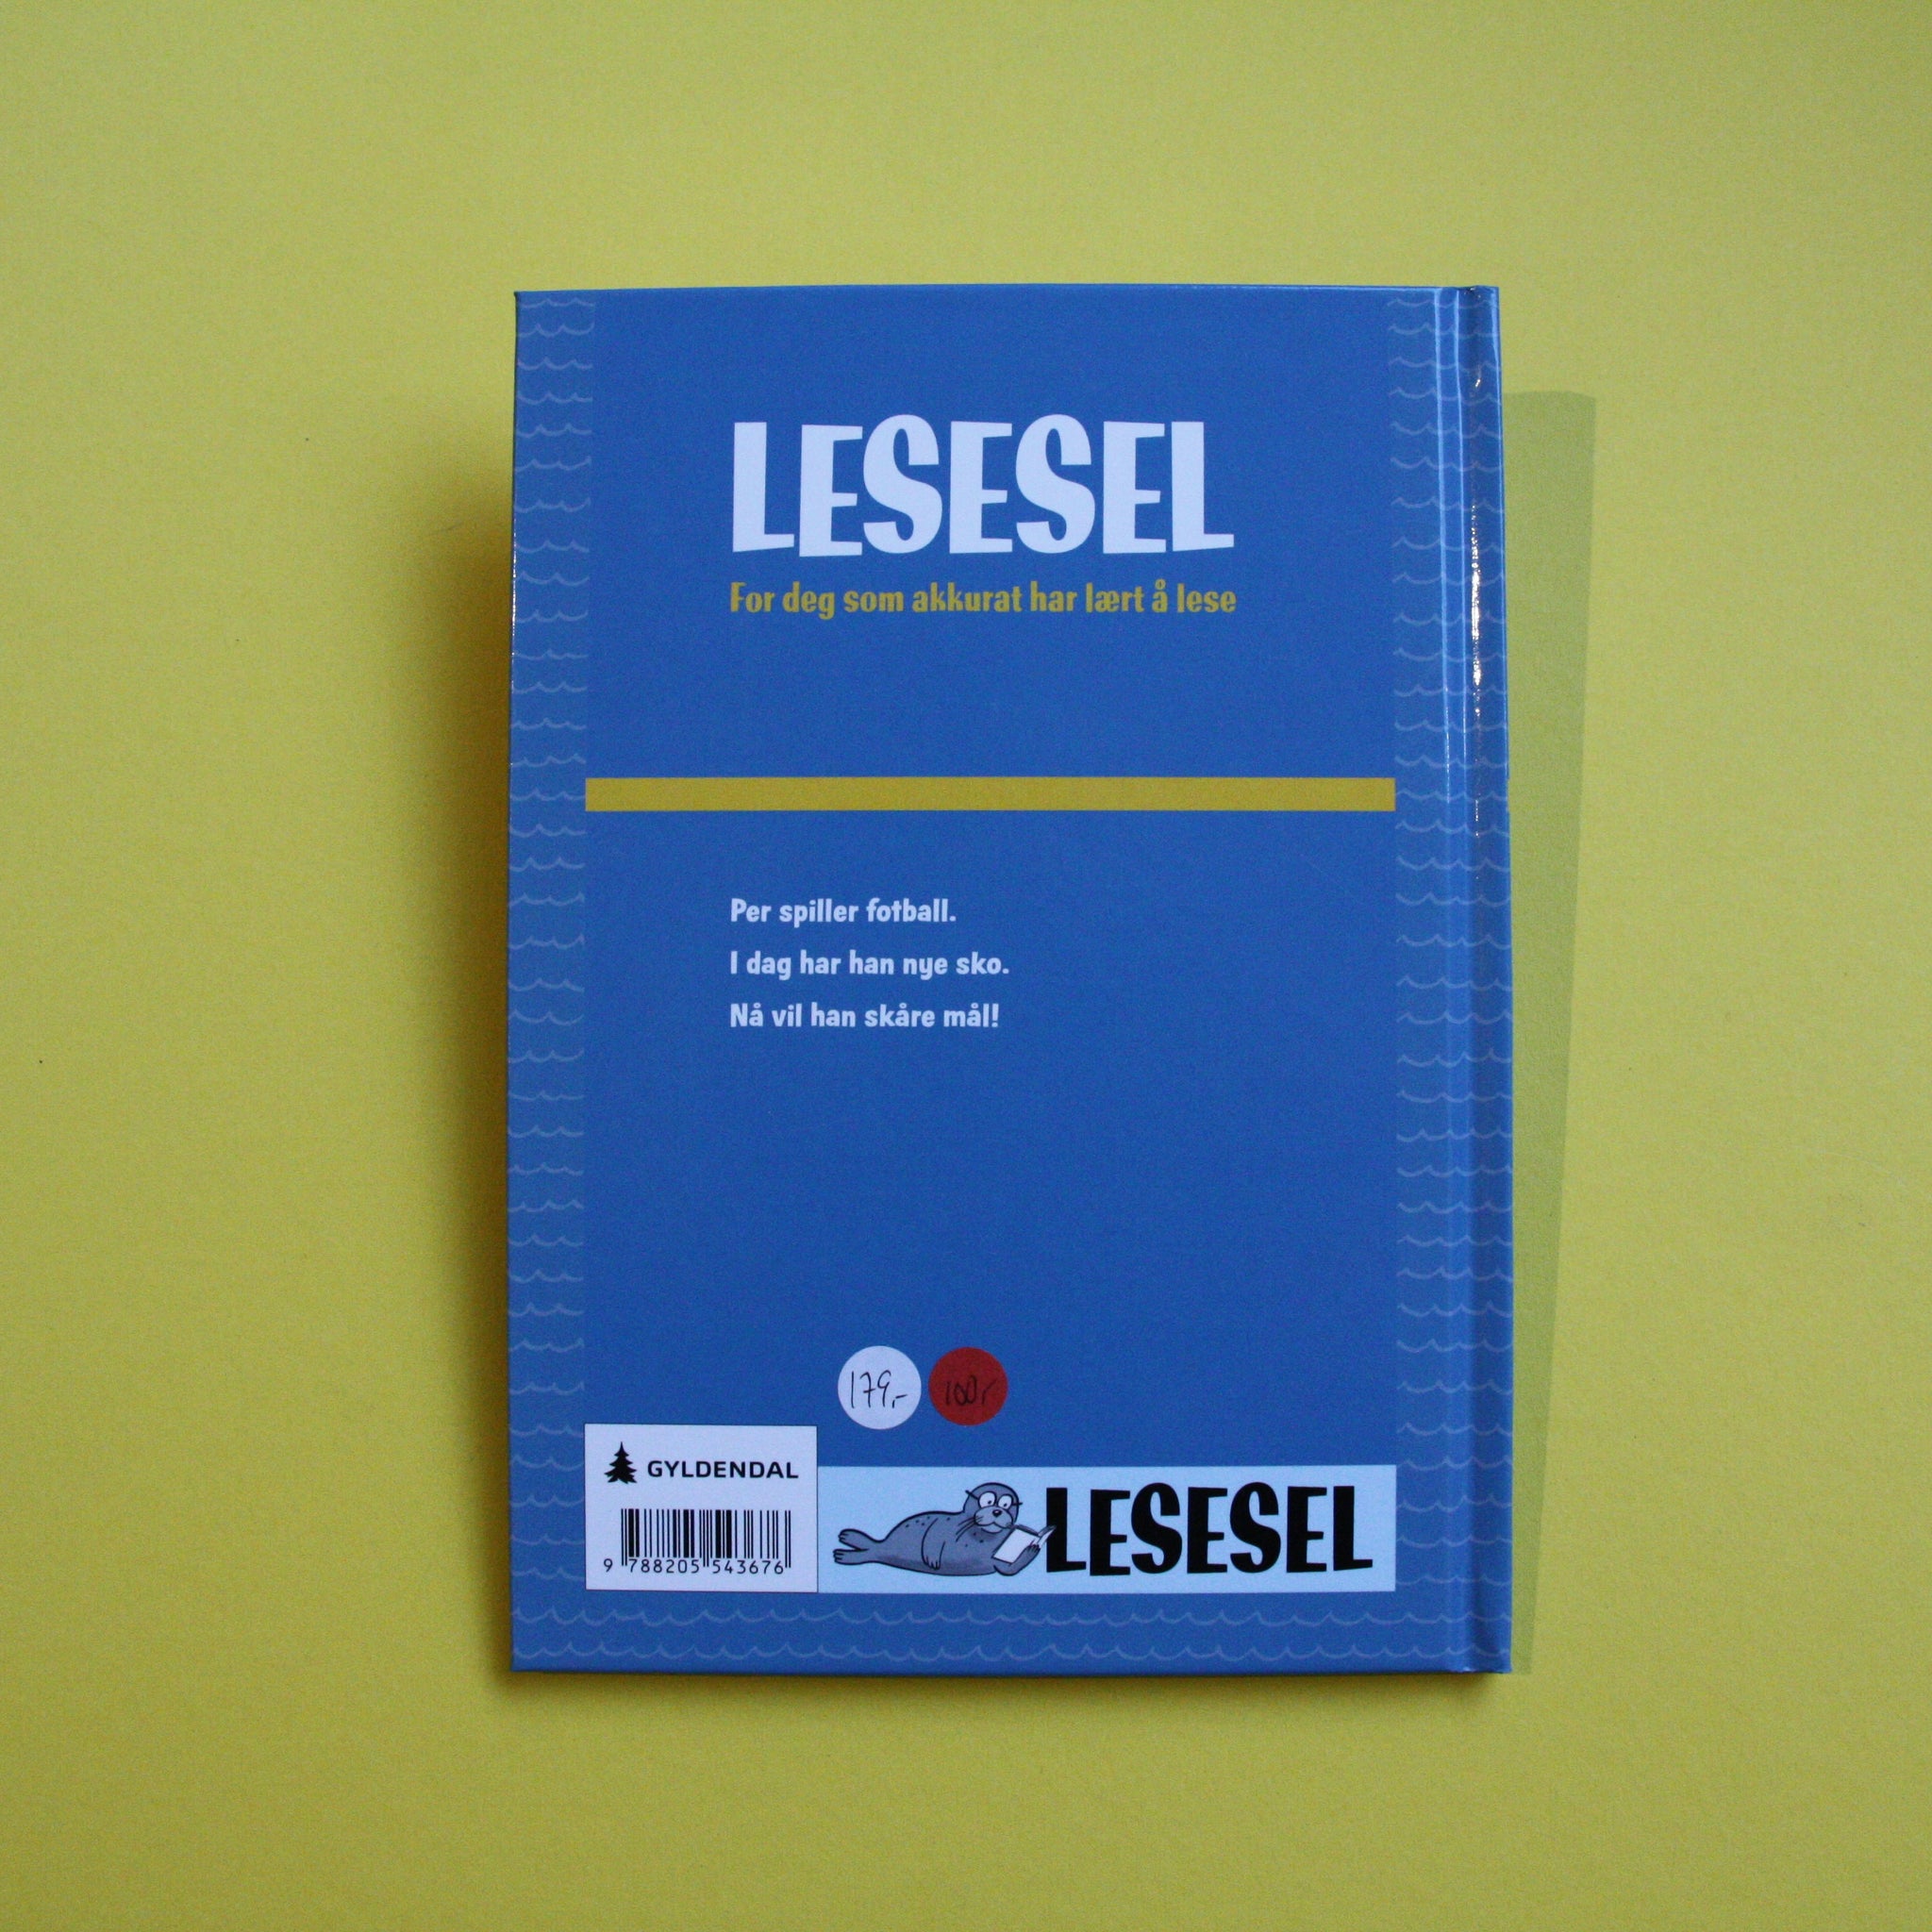 LESESEL
For deg som akkurat har lært å lese
Per spiller fotball.
I dag har han nye sko.
Nå vil han skåre mål!
179,- 100,-
GYLDENDAL
LESESEL
9 788205 543676